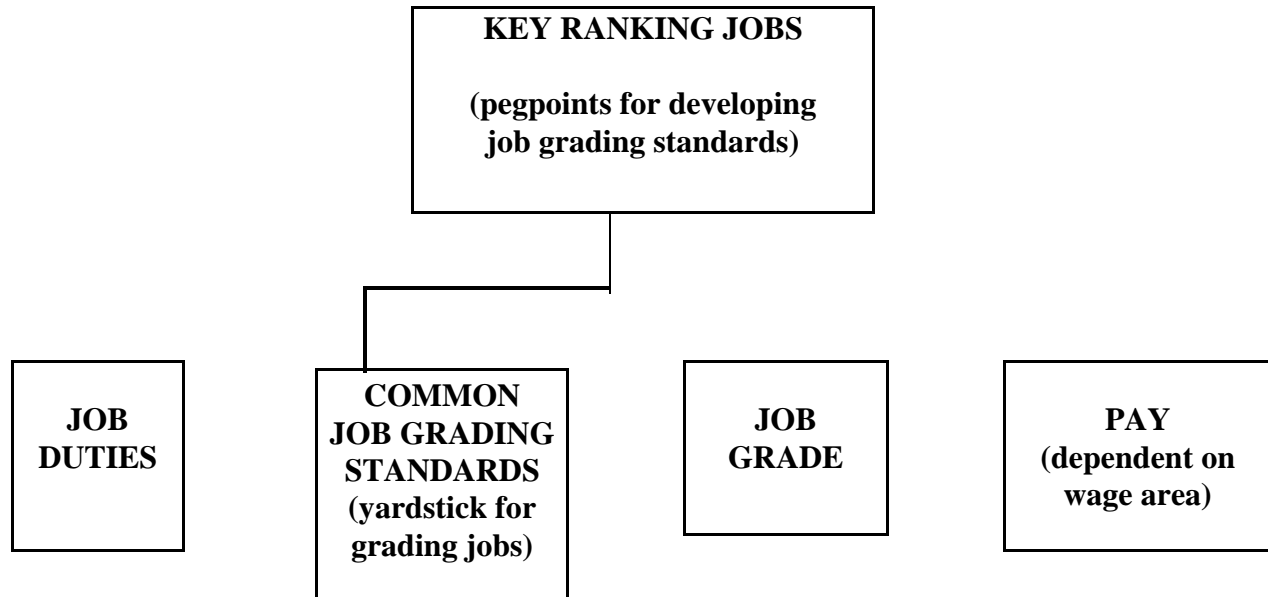 KEY RANKING JOBS
(pegpoints for developing
job grading standards)
JOB
DUTIES
COMMON
JOB GRADING
STANDARDS
(yardstick for
grading jobs)
JOB
GRADE
PAY
(dependent on
wage area)